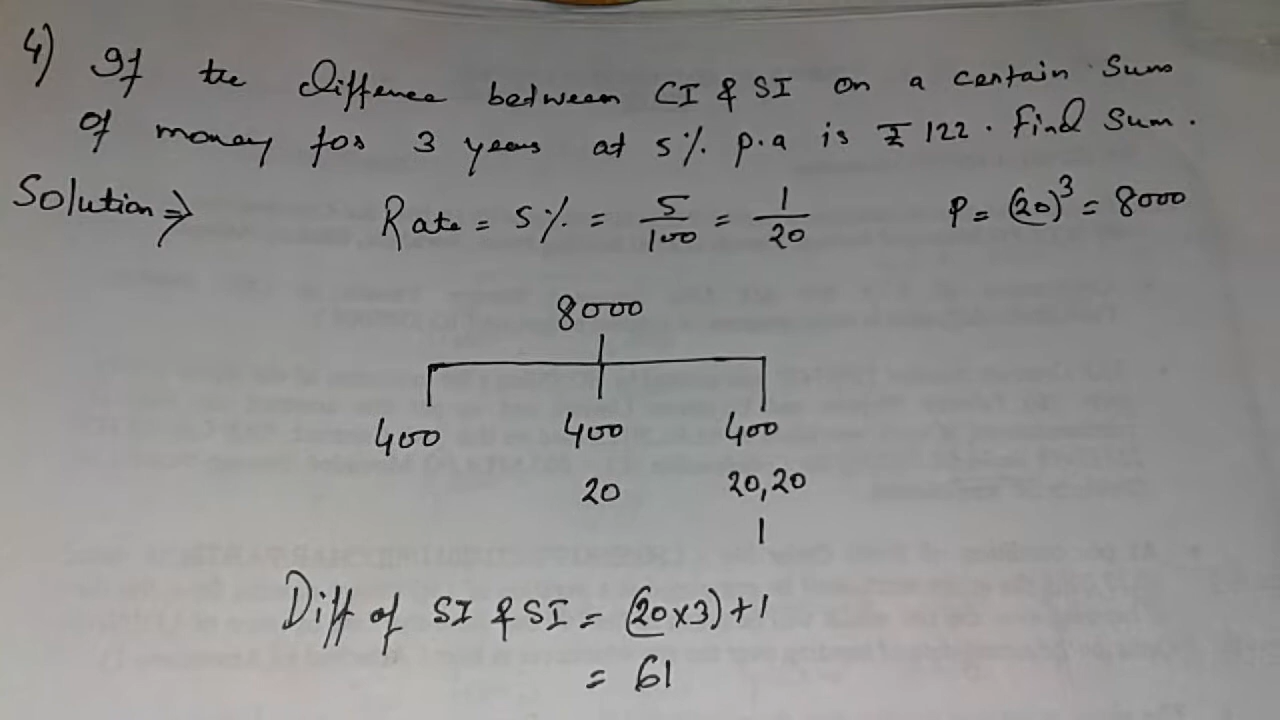 4) If the Diffence between CI & SI on a certain Sum
of money for 3 years at 5% p.a is ₹ 122. Find Sum.
Solution ⇒ Rate = 5% = 5/100 = 1/20 P = (20)³ = 8000
8000
400 400 400
20 20,20
1
Diff of SI & SI = (20×3)+1
= 61